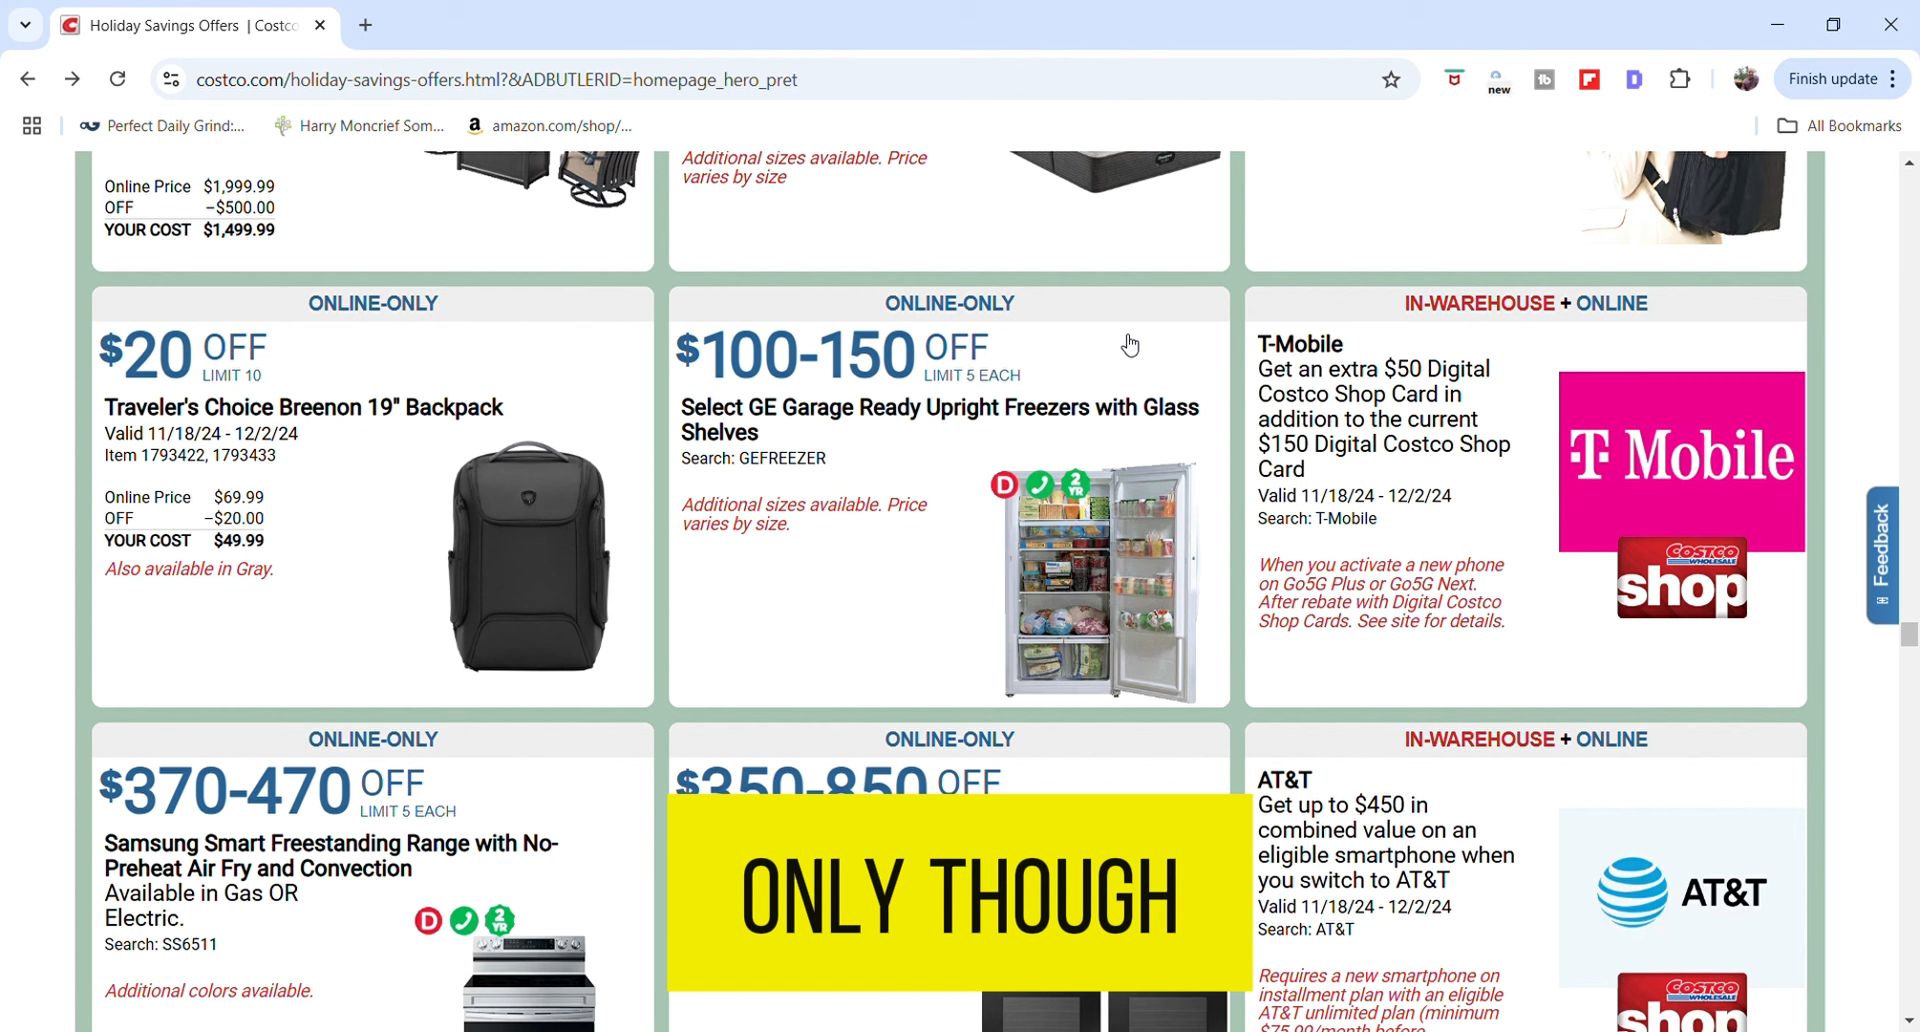 Holiday Savings Offers | Costco
costco.com/holiday-savings-offers.html?&ADBUTLERID=homepage_hero_pret
new
Finish update
Perfect Daily Grind:...
Harry Moncrief Som...
amazon.com/shop/...
All Bookmarks
Online Price $1,999.99
OFF -$500.00
YOUR COST $1,499.99
Additional sizes available. Price
varies by size
ONLINE-ONLY
$20 OFF
LIMIT 10
Traveler's Choice Breenon 19" Backpack
Valid 11/18/24 - 12/2/24
Item 1793422, 1793433
Online Price $69.99
OFF -$20.00
YOUR COST $49.99
Also available in Gray.
ONLINE-ONLY
$100-150 OFF
LIMIT 5 EACH
Select GE Garage Ready Upright Freezers with Glass
Shelves
Search: GEFREEZER
Additional sizes available. Price
varies by size.
D
2
YR
IN-WAREHOUSE + ONLINE
T-Mobile
Get an extra $50 Digital
Costco Shop Card in
addition to the current
$150 Digital Costco Shop
Card
Valid 11/18/24 - 12/2/24
Search: T-Mobile
When you activate a new phone
on Go5G Plus or Go5G Next.
After rebate with Digital Costco
Shop Cards. See site for details.
T Mobile
COSTCO
WHOLESALE
shop
Feedback
ONLINE-ONLY
$370-470 OFF
LIMIT 5 EACH
Samsung Smart Freestanding Range with No-
Preheat Air Fry and Convection
Available in Gas OR
Electric.
Search: SS6511
Additional colors available.
D
2
YR
ONLINE-ONLY
$350-850 OFF
ONLY THOUGH
IN-WAREHOUSE + ONLINE
AT&T
Get up to $450 in
combined value on an
eligible smartphone when
you switch to AT&T
Valid 11/18/24 - 12/2/24
Search: AT&T
Requires a new smartphone on
installment plan with an eligible
AT&T unlimited plan (minimum
$75.99/month before
AT&T
COSTCO
WHOLESALE
shop